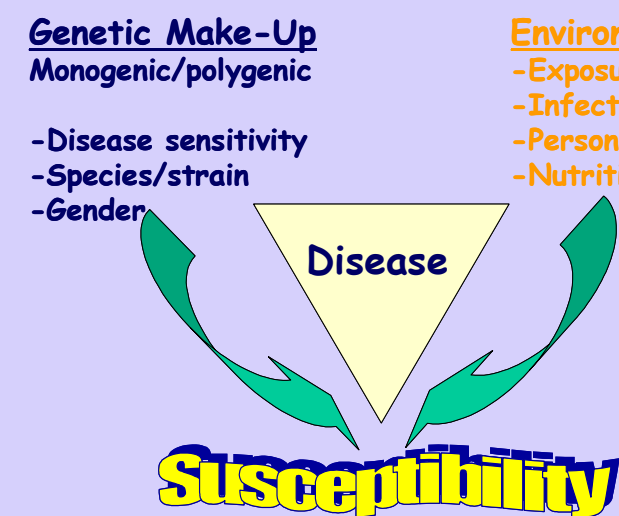 Genetic Make-Up
Monogenic/polygenic
-Disease sensitivity
-Species/strain
-Gender
Disease
Susceptibility